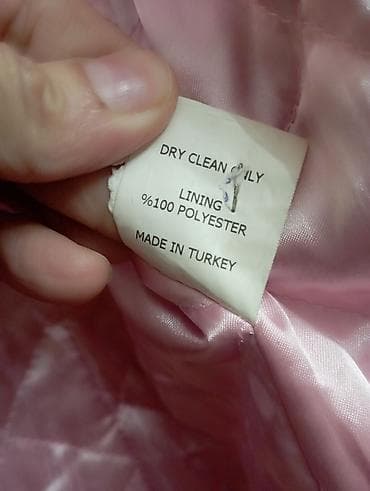 DRY CLEAN ONLY
LINING
%100 POLYESTER
MADE IN TURKEY